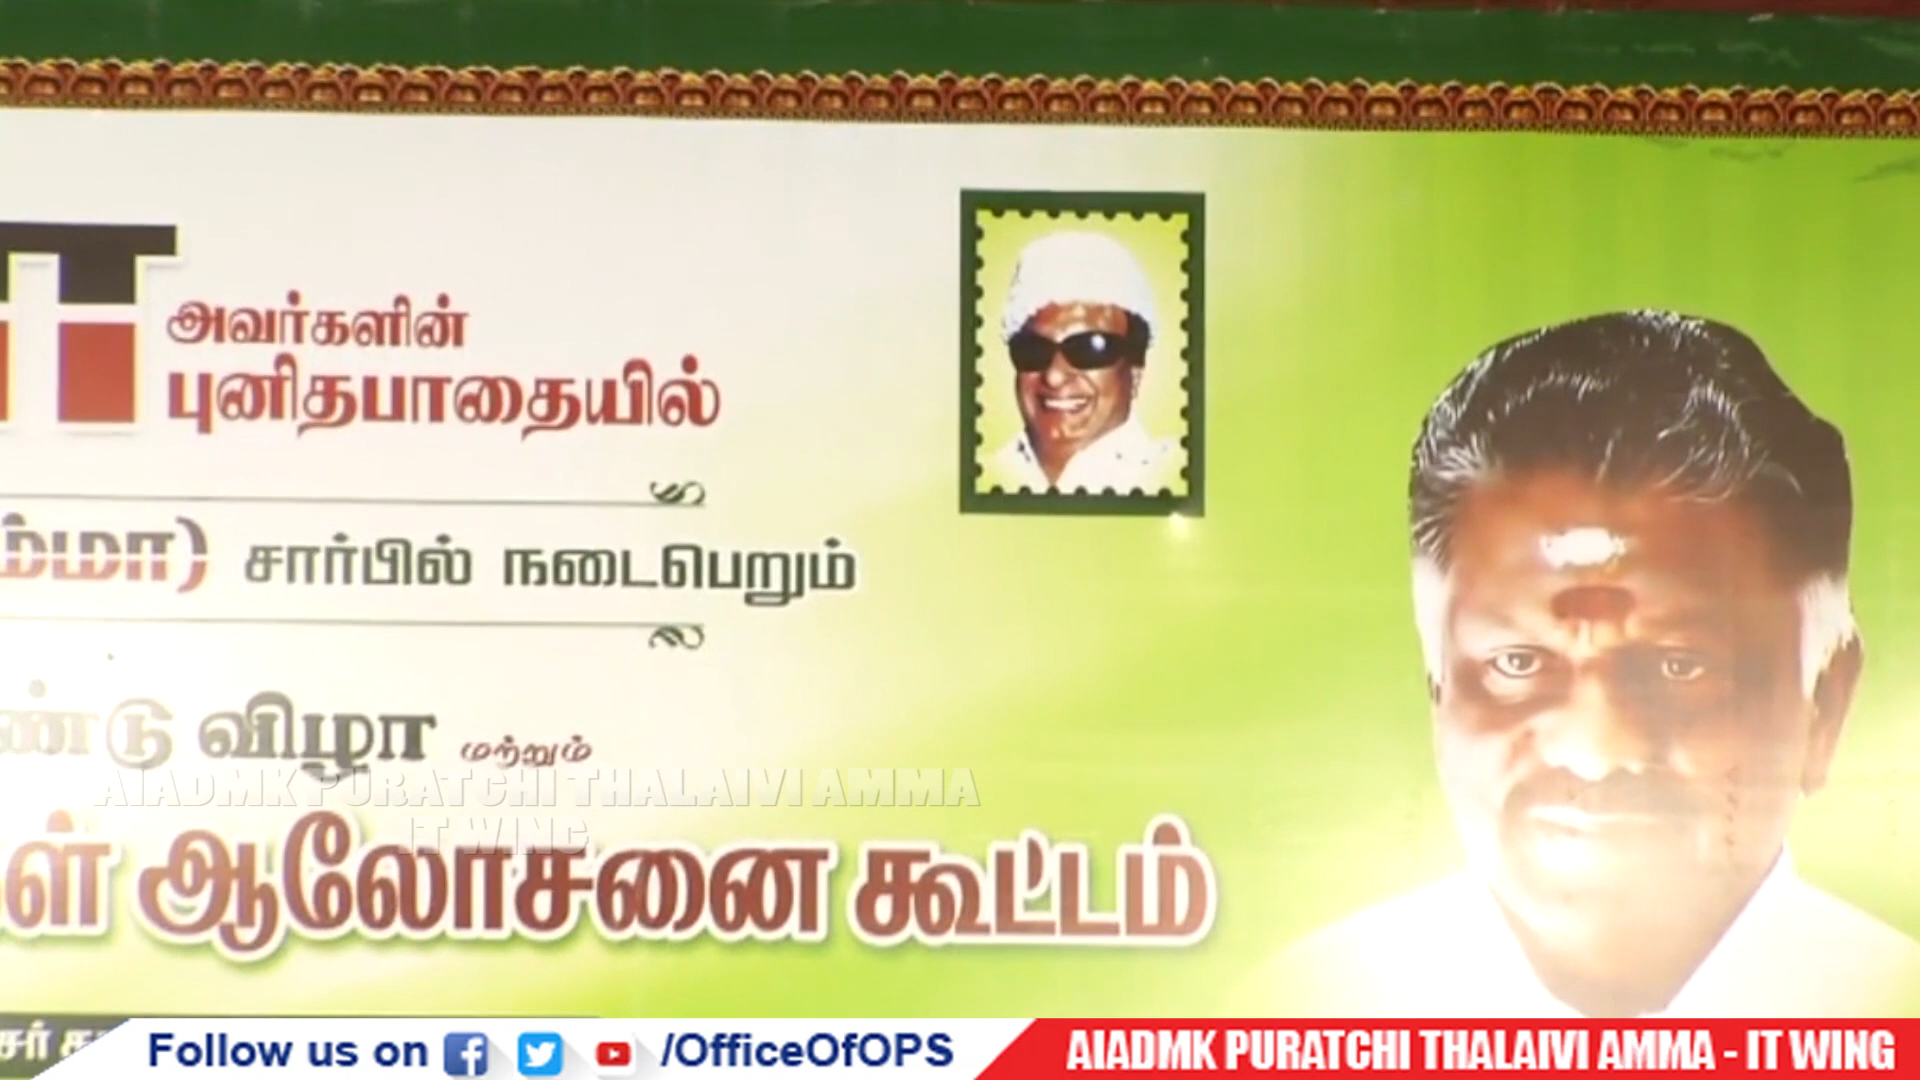 அவர்களின்
புனிதபாதையில்
ம்மா) சார்பில் நடைபெறும்
ண்டு விழா மற்றும்
ள் ஆலோசனை கூட்டம்
AIADMK PURATCHI THALAIVI AMMA
IT WING
Follow us on /OfficeOfOPS
AIADMK PURATCHI THALAIVI AMMA - IT WING